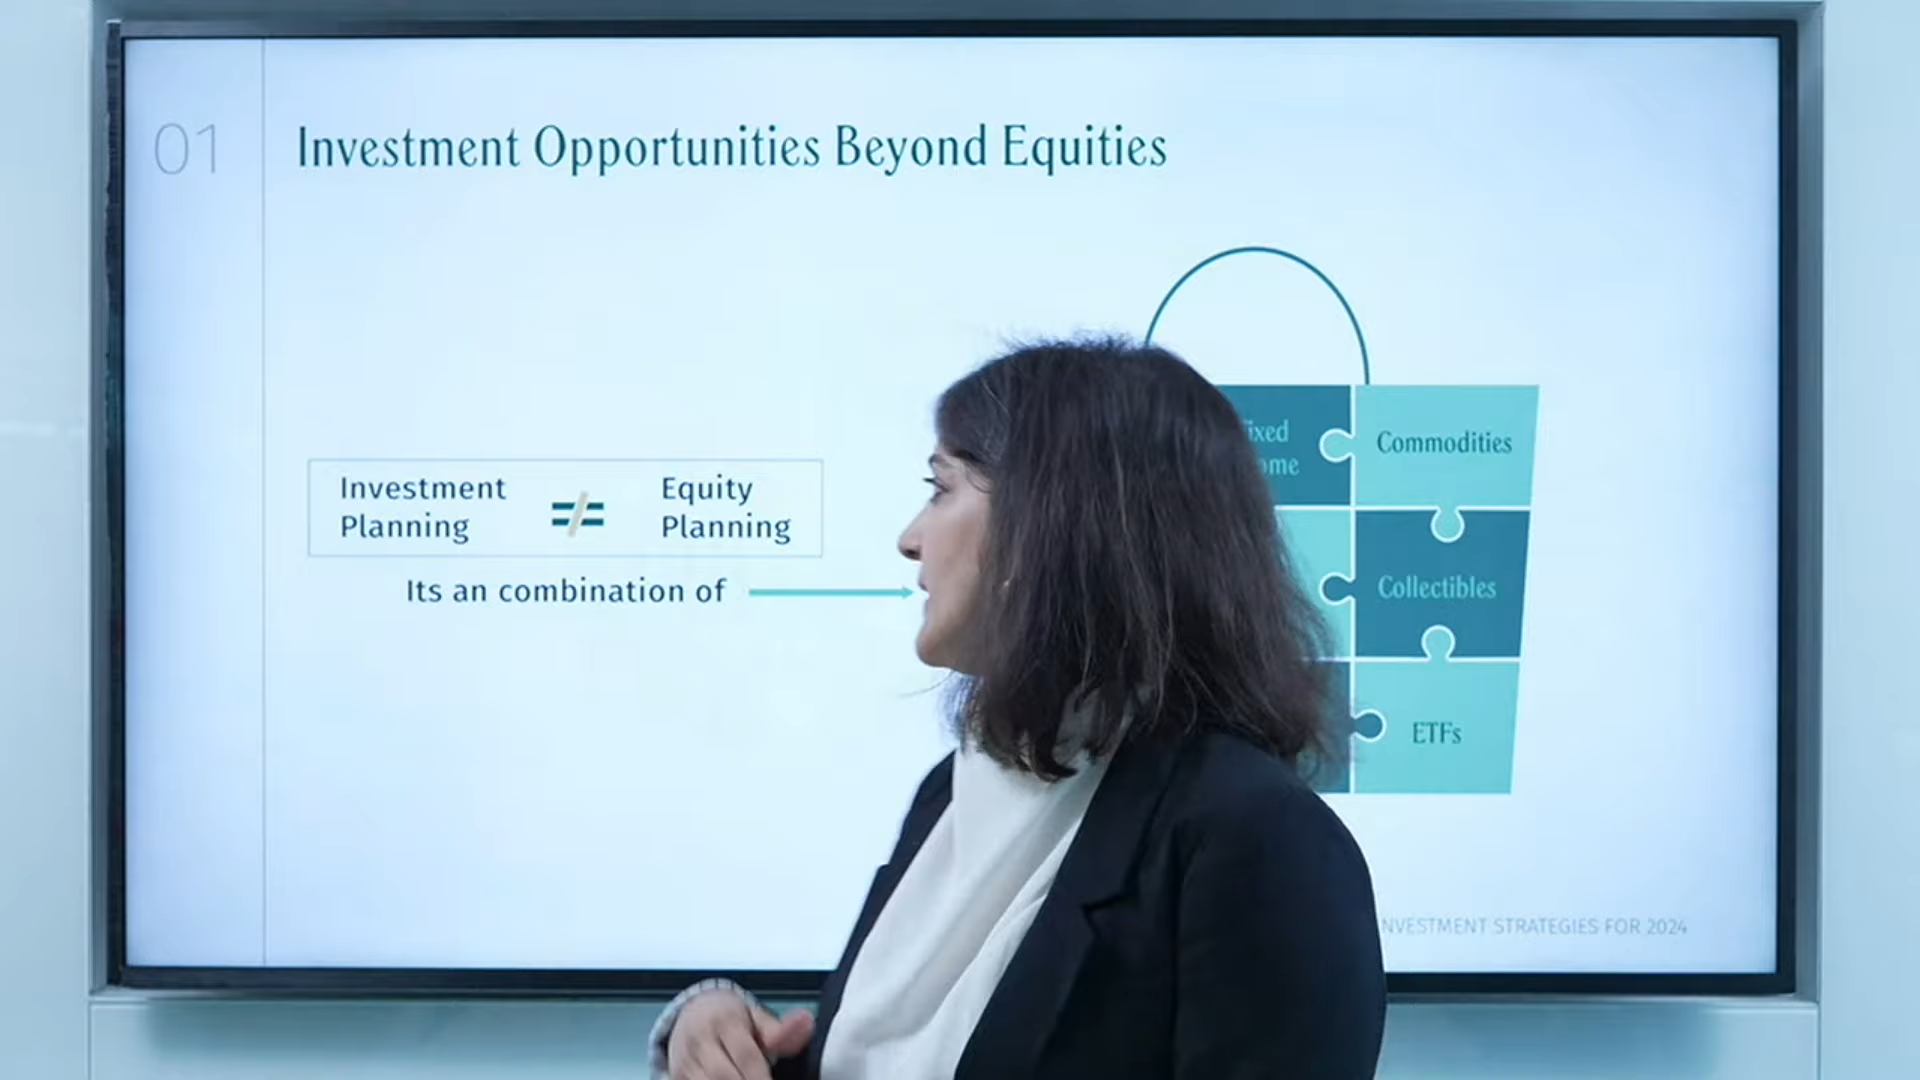 01
Investment Opportunities Beyond Equities
Investment
Planning
≠
Equity
Planning
Its an combination of
Commodities
Collectibles
ETFs
STRATEGIES FOR 2024